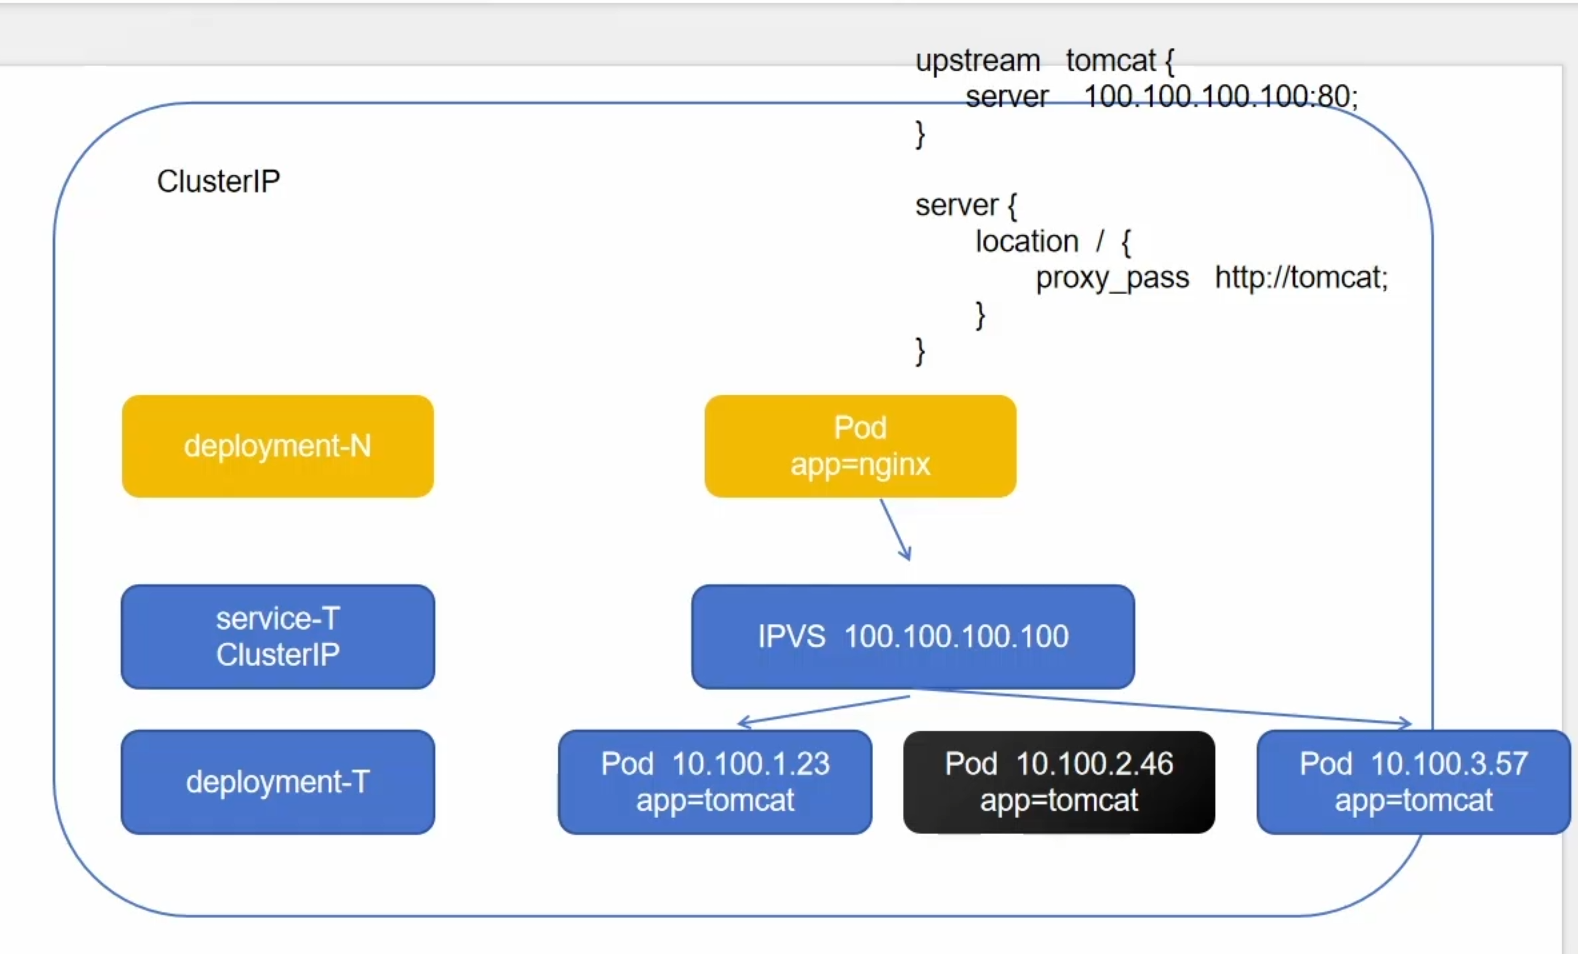 upstream tomcat {
server 100.100.100.100:80;
}
ClusterIP
server {
location / {
proxy_pass http://tomcat;
}
}
deployment-N
Pod
app=nginx
service-T
ClusterIP
IPVS 100.100.100.100
deployment-T
Pod 10.100.1.23
app=tomcat
Pod 10.100.2.46
app=tomcat
Pod 10.100.3.57
app=tomcat